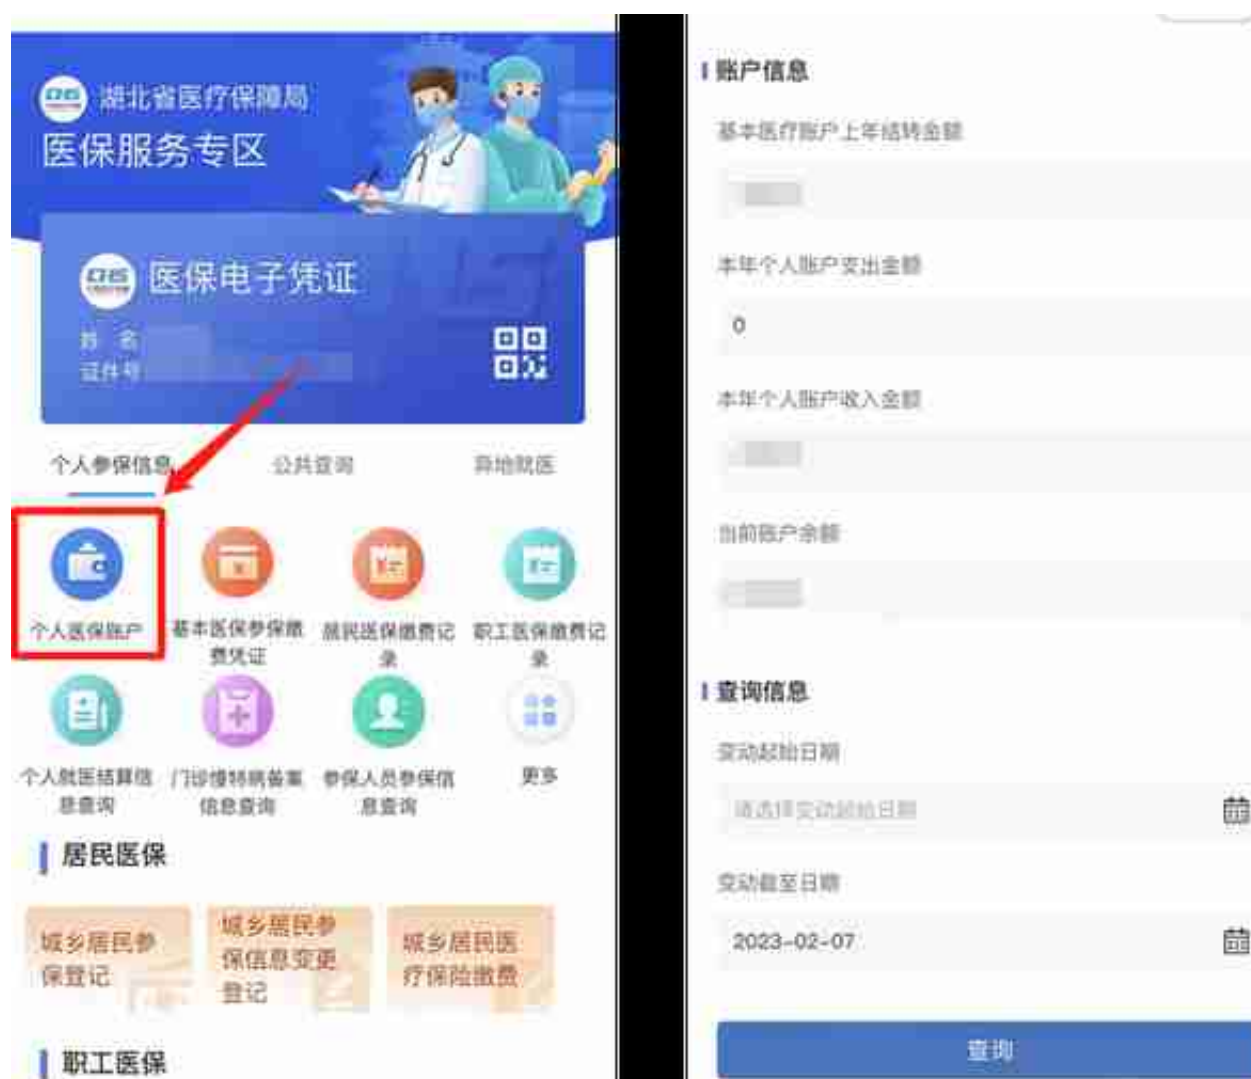 湖北省医疗保障局
医保服务专区
医保电子凭证
姓 名
证件号
个人参保信息
公共查询
异地就医
个人医保账户
基本医保参保缴
费凭证
居民医保缴费记
录
职工医保缴费记
录
个人就医结算信
息查询
门诊慢特病备案
信息查询
参保人员参保信
息查询
更多
居民医保
城乡居民参
保登记
城乡居民参
保信息变更
登记
城乡居民医
疗保险缴费
职工医保
账户信息
基本医疗账户上年结转金额
本年个人账户支出金额
0
本年个人账户收入金额
当前账户余额
查询信息
变动起始日期
请选择变动起始日期
变动截至日期
2023-02-07
查询